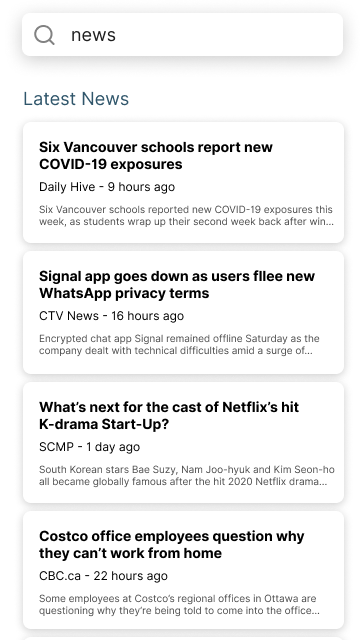 news
Latest News
Six Vancouver schools report new
COVID-19 exposures
Daily Hive - 9 hours ago
Six Vancouver schools reported new COVID-19 exposures this
week, as students wrap up their second week back after win...
Signal app goes down as users fllee new
WhatsApp privacy terms
CTV News - 16 hours ago
Encrypted chat app Signal remained offline Saturday as the
company dealt with technical difficulties amid a surge of...
What’s next for the cast of Netflix’s hit
K-drama Start-Up?
SCMP - 1 day ago
South Korean stars Bae Suzy, Nam Joo-hyuk and Kim Seon-ho
all became globally famous after the hit 2020 Netflix drama...
Costco office employees question why
they can’t work from home
CBC.ca - 22 hours ago
Some employees at Costco’s regional offices in Ottawa are
questioning why they’re being told to come into the office...